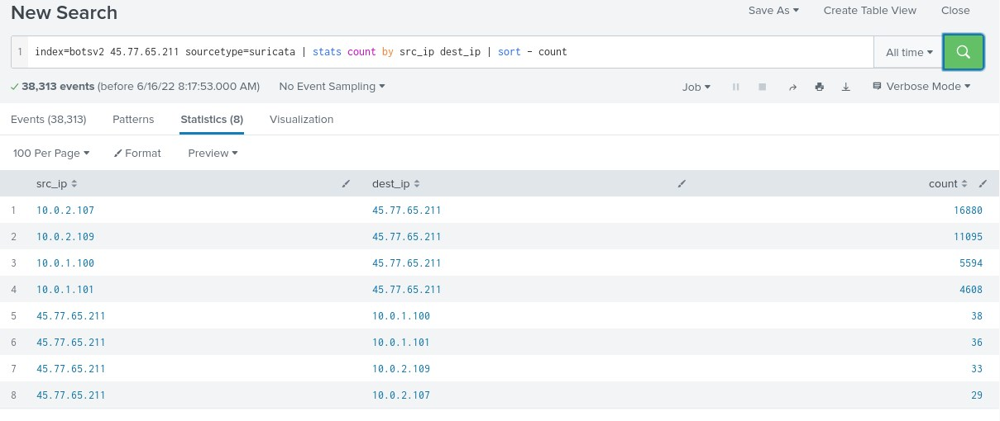 New Search
Save As Create Table View Close
1 index=botsv2 45.77.65.211 sourcetype=suricata | stats count by src_ip dest_ip | sort - count
All time
38,313 events (before 6/16/22 8:17:53.000 AM) No Event Sampling Job Verbose Mode
Events (38,313) Patterns Statistics (8) Visualization
100 Per Page Format Preview
src_ip dest_ip count
1 10.0.2.107 45.77.65.211 16880
2 10.0.2.109 45.77.65.211 11095
3 10.0.1.100 45.77.65.211 5594
4 10.0.1.101 45.77.65.211 4608
5 45.77.65.211 10.0.1.100 38
6 45.77.65.211 10.0.1.101 36
7 45.77.65.211 10.0.2.109 33
8 45.77.65.211 10.0.2.107 29